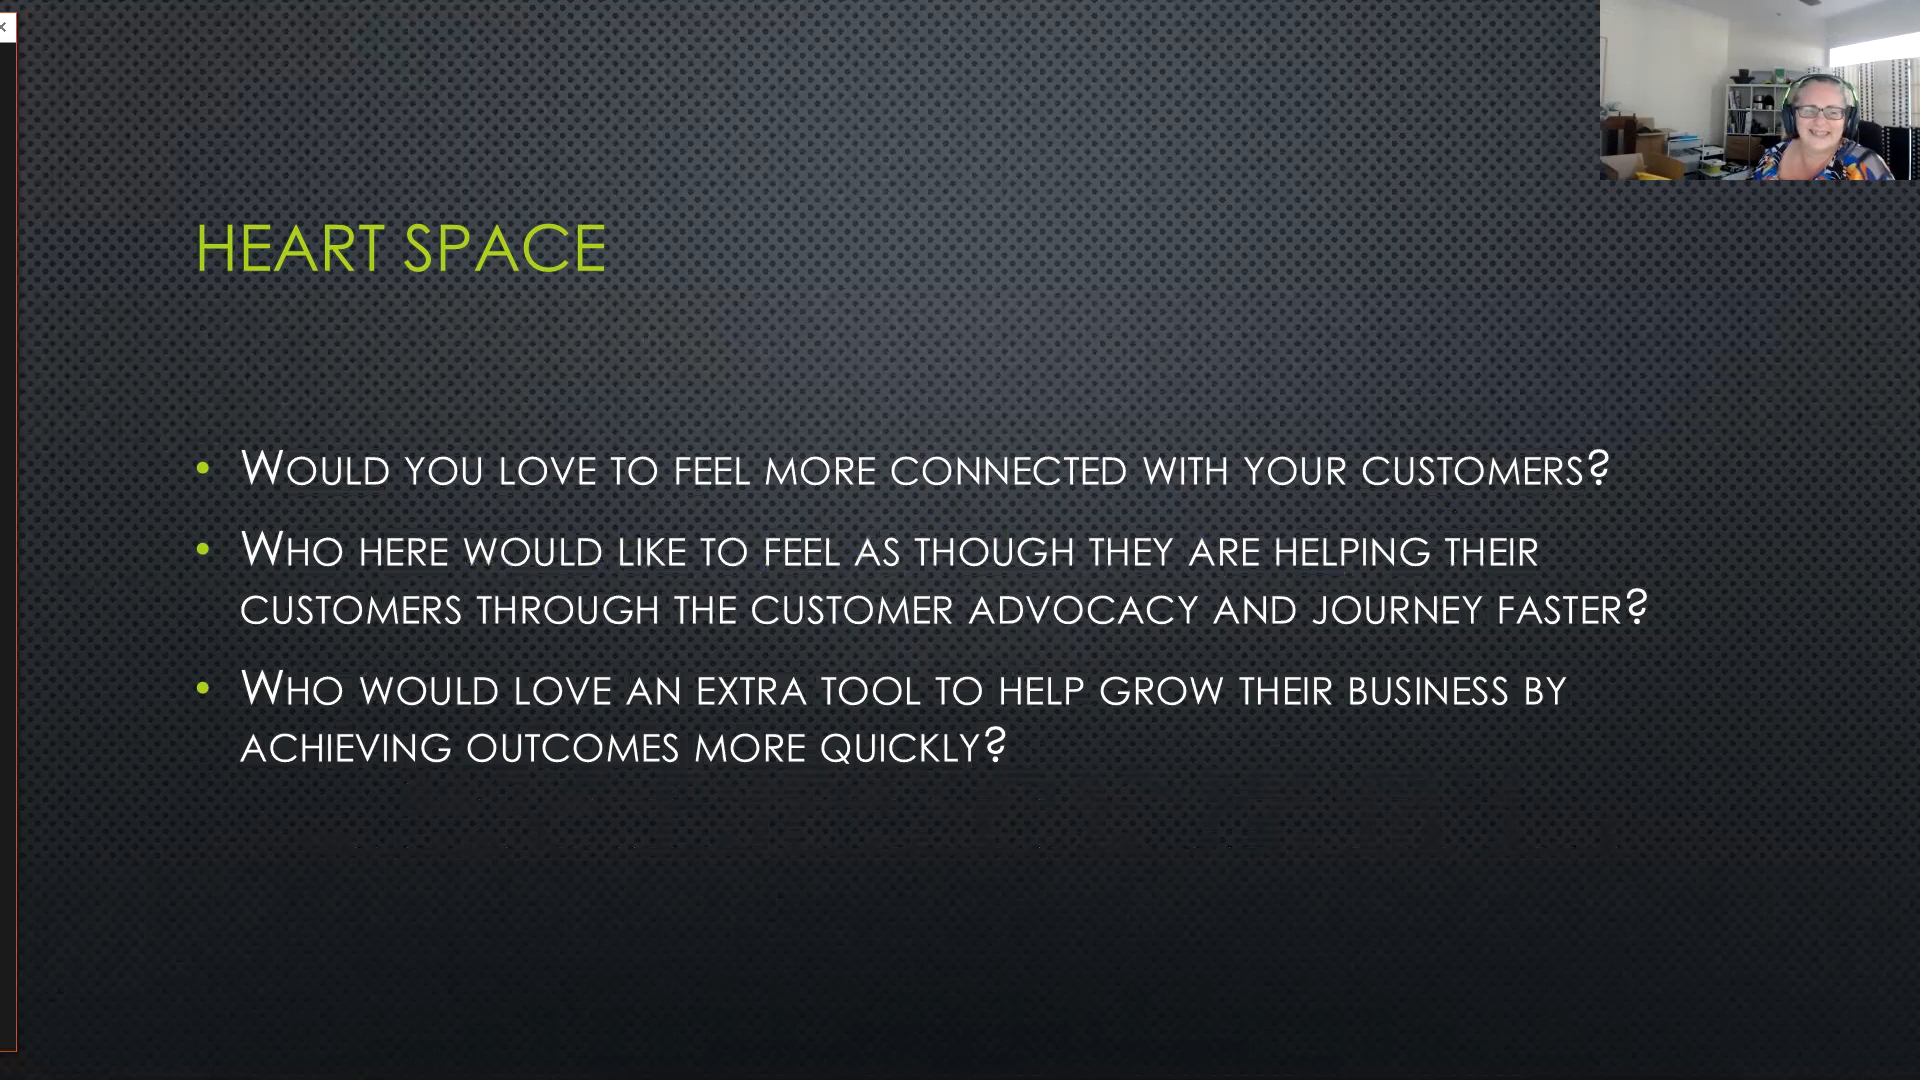 HEART SPACE
• WOULD YOU LOVE TO FEEL MORE CONNECTED WITH YOUR CUSTOMERS?
• WHO HERE WOULD LIKE TO FEEL AS THOUGH THEY ARE HELPING THEIR
CUSTOMERS THROUGH THE CUSTOMER ADVOCACY AND JOURNEY FASTER?
• WHO WOULD LOVE AN EXTRA TOOL TO HELP GROW THEIR BUSINESS BY
ACHIEVING OUTCOMES MORE QUICKLY?